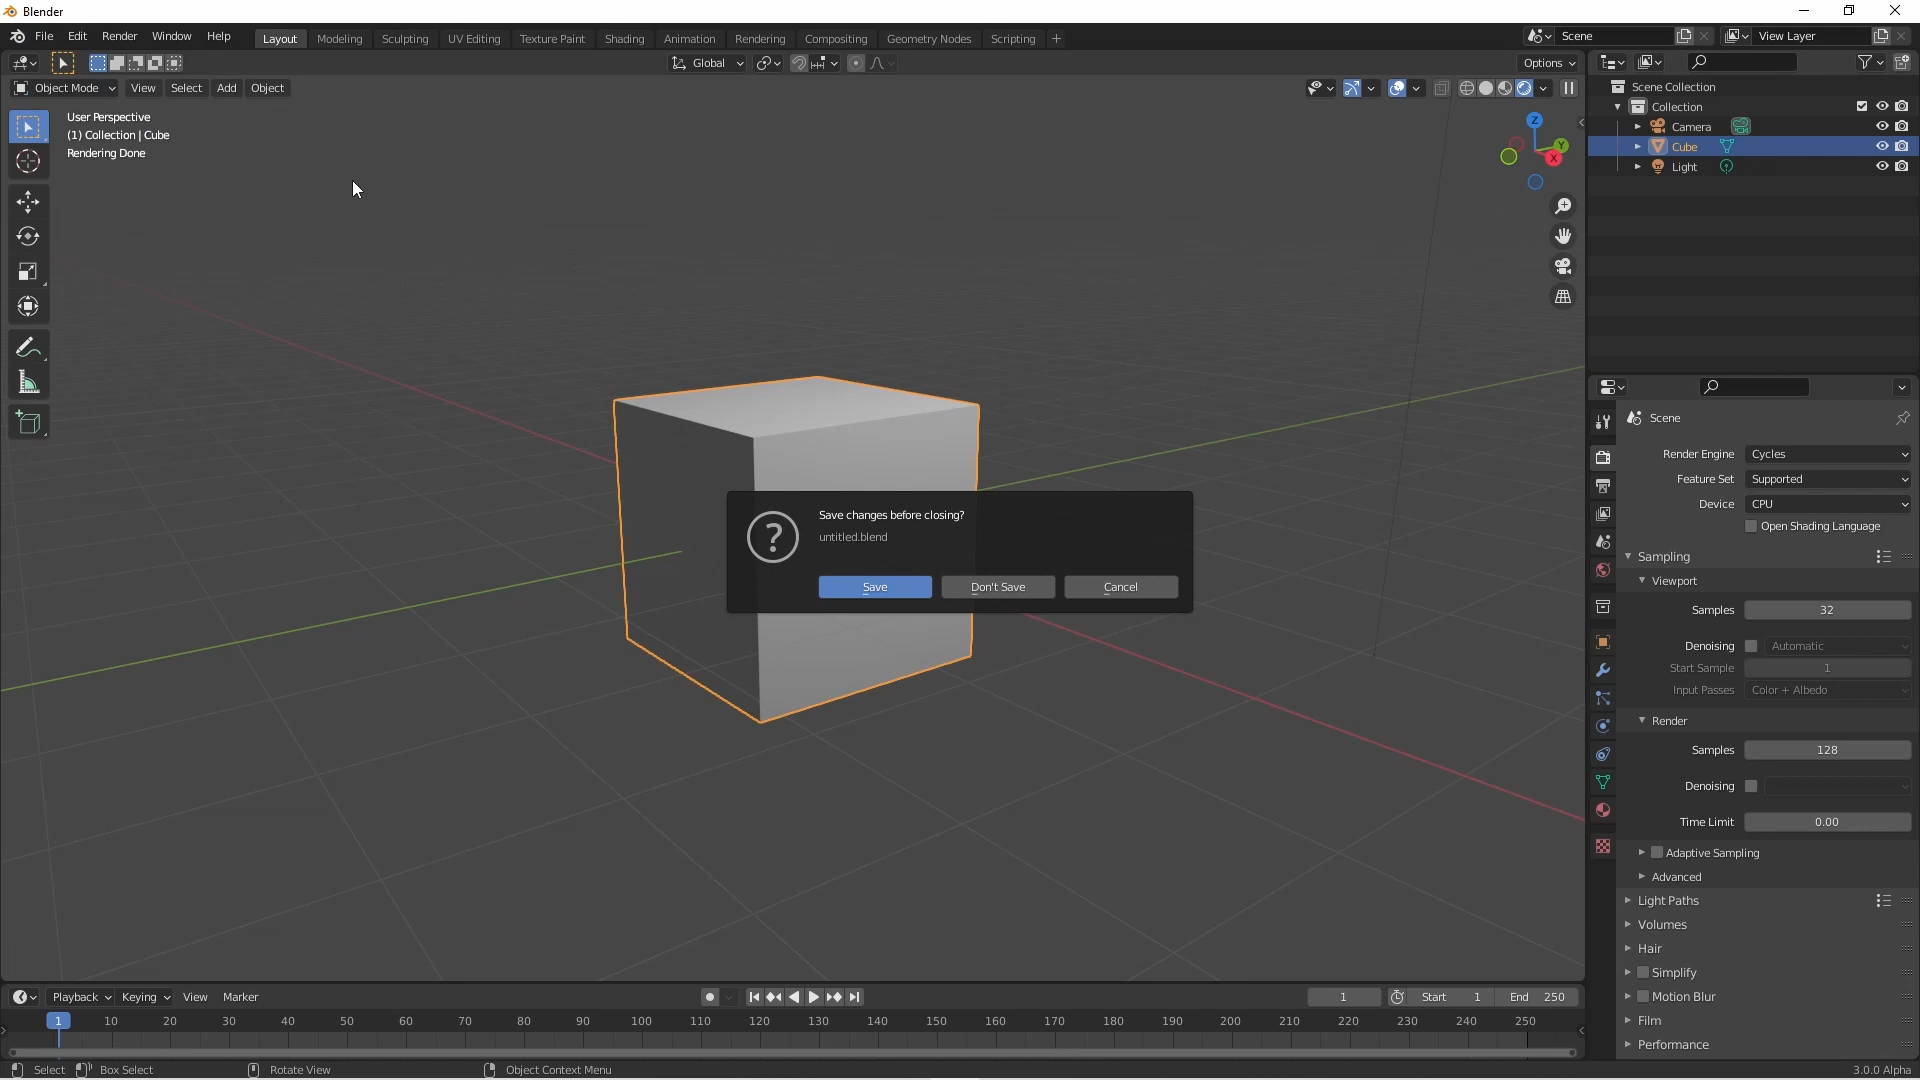 Blender
File Edit Render Window Help
Layout Modeling Sculpting UV Editing Texture Paint Shading Animation Rendering Compositing Geometry Nodes Scripting +
Scene
View Layer
Global
Options
Object Mode View Select Add Object
User Perspective
(1) Collection | Cube
Rendering Done
Z
Y
X
Scene Collection
Collection
Camera
Cube
Light
Scene
Render Engine Cycles
Feature Set Supported
Device CPU
Open Shading Language
Sampling
Viewport
Samples 32
Denoising Automatic
Start Sample 1
Input Passes Color + Albedo
Render
Samples 128
Denoising
Time Limit 0.00
Adaptive Sampling
Advanced
Light Paths
Volumes
Hair
Simplify
Motion Blur
Film
Performance
?
Save changes before closing?
untitled.blend
Save Don't Save Cancel
Playback Keying View Marker
1 Start 1 End 250
1 10 20 30 40 50 60 70 80 90 100 110 120 130 140 150 160 170 180 190 200 210 220 230 240 250
Select Box Select Rotate View Object Context Menu
3.0.0 Alpha